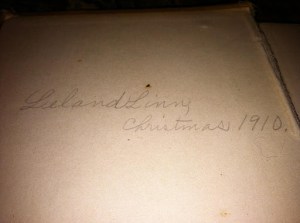 Leland Linn,
Christmas 1910.